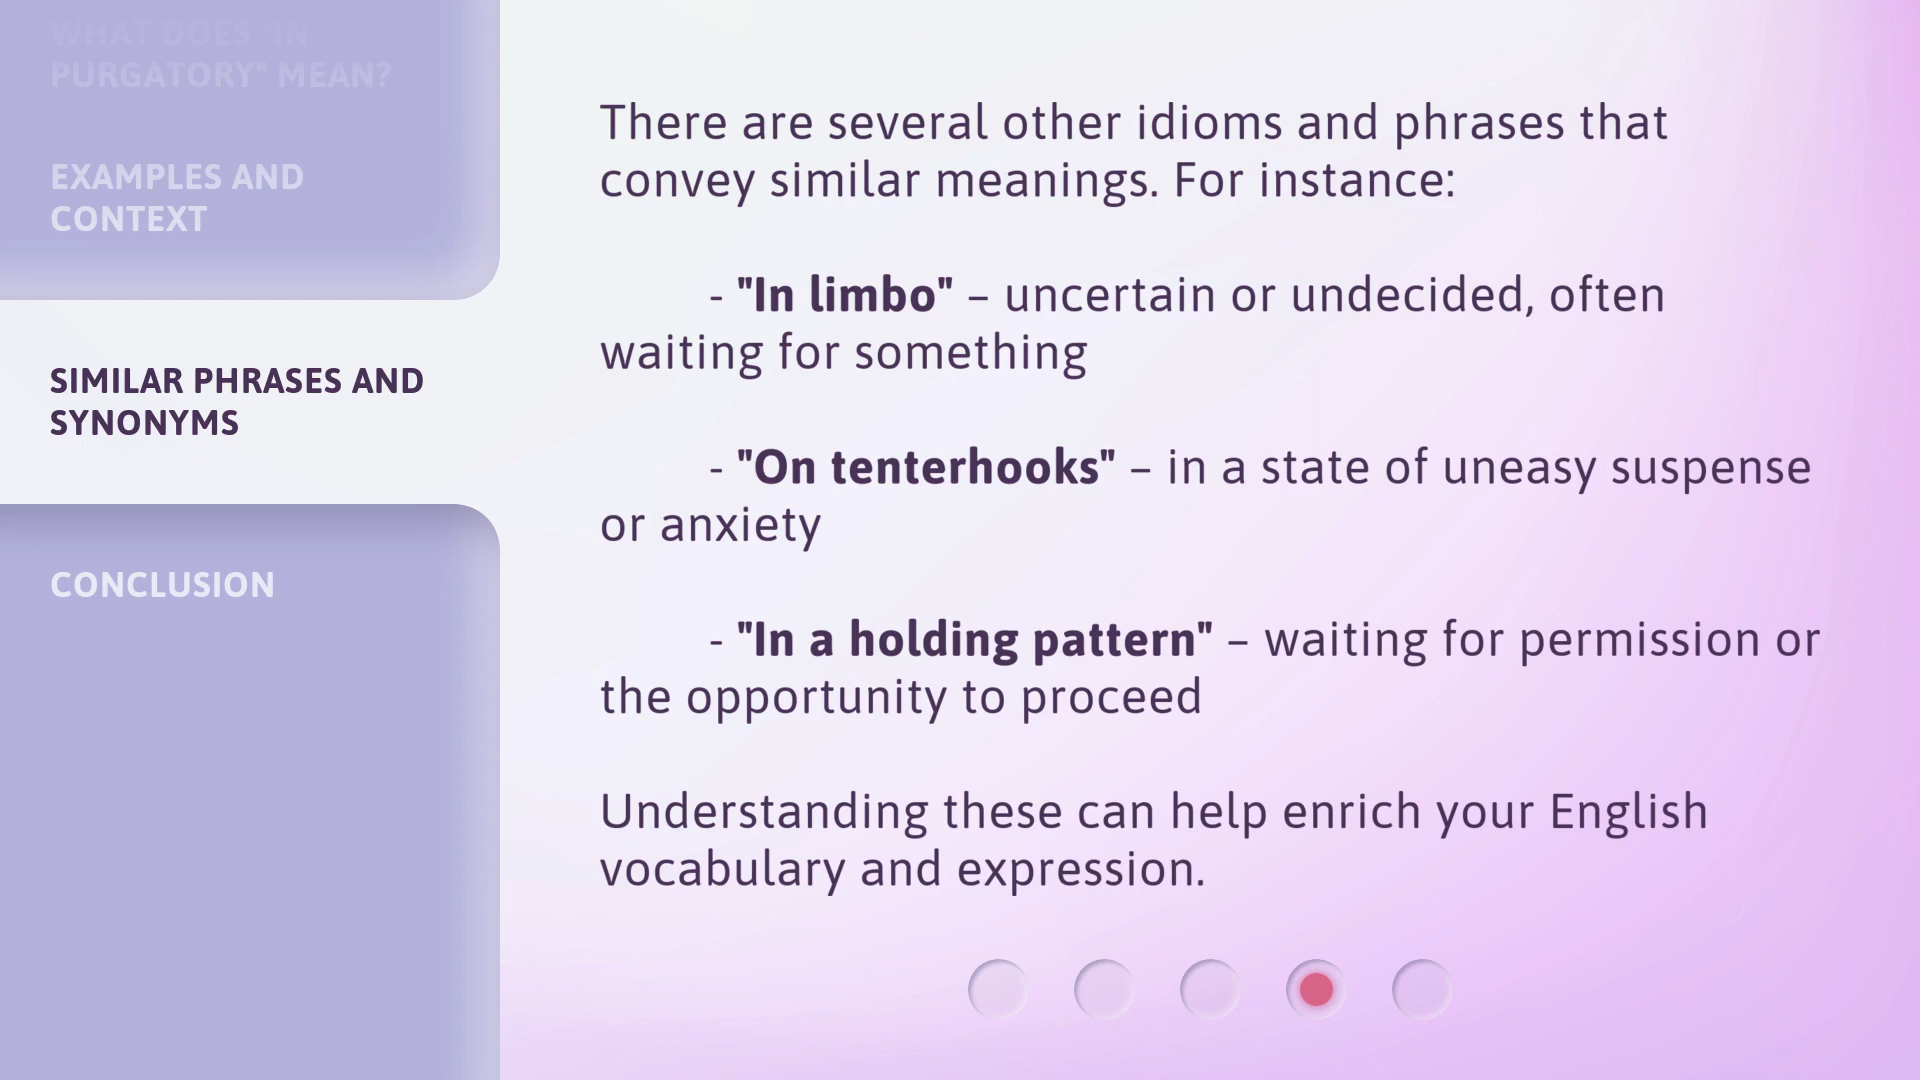 WHAT DOES "IN
PURGATORY" MEAN?
EXAMPLES AND
CONTEXT
SIMILAR PHRASES AND
SYNONYMS
CONCLUSION
There are several other idioms and phrases that
convey similar meanings. For instance:
- "In limbo" – uncertain or undecided, often
waiting for something
- "On tenterhooks" – in a state of uneasy suspense
or anxiety
- "In a holding pattern" – waiting for permission or
the opportunity to proceed
Understanding these can help enrich your English
vocabulary and expression.